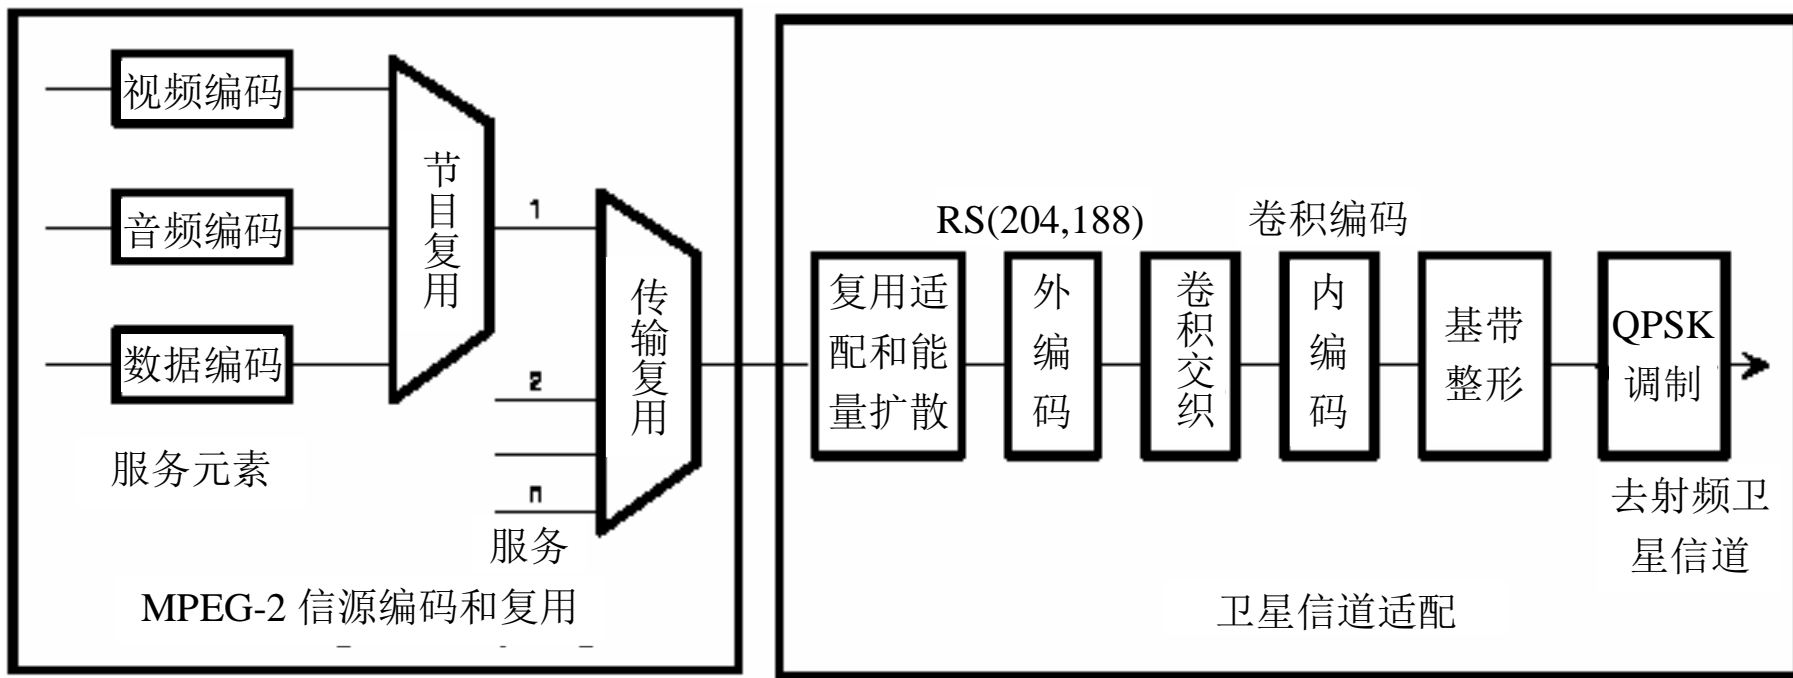 视频编码
音频编码
数据编码
服务元素
节目复用
1
2
n
服务
传输复用
MPEG-2 信源编码和复用
复用适
配和能
量扩散
RS(204,188)
外编码
卷积交织
卷积编码
内编码
基带
整形
QPSK
调制
去射频卫
星信道
卫星信道适配